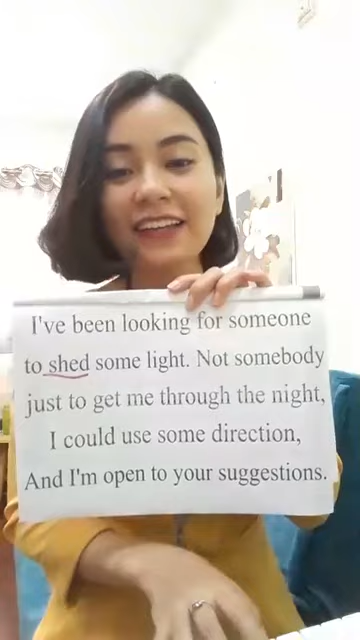 I've been looking for someone
to shed some light. Not somebody
just to get me through the night,
I could use some direction,
And I'm open to your suggestions.